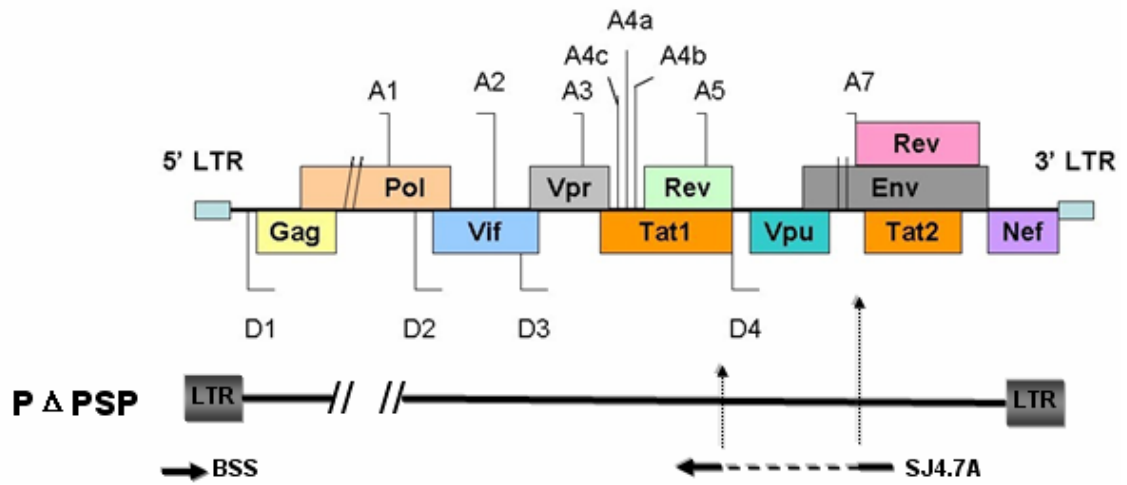 A4a
A4c A4b
A1 A2 A3 A5 A7
5' LTR Rev 3' LTR
Pol Vpr Rev Env
Gag Vif Tat1 Vpu Tat2 Nef
D1 D2 D3 D4
P Δ PSP LTR LTR
BSS SJ4.7A